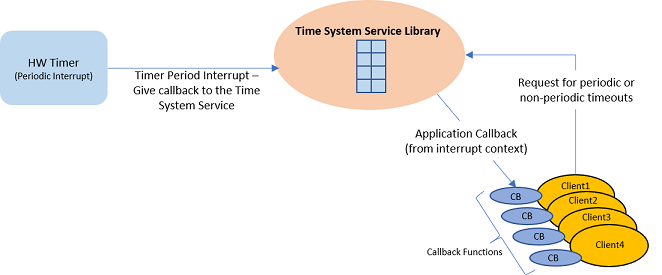 Time System Service Library
HW Timer
(Periodic Interrupt)
Timer Period Interrupt –
Give callback to the Time
System Service
Request for periodic or
non-periodic timeouts
Application Callback
(from interrupt context)
Client1
CB
Client2
CB
Client3
CB
Client4
CB
Callback Functions